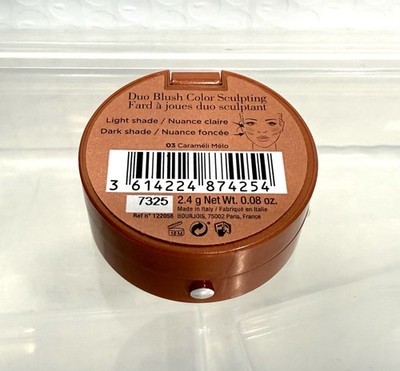 Duo Blush Color Sculpting
Fard à joues duo sculptant
Light shade / Nuance claire
Dark shade / Nuance foncée
03 Caraméli Mélo
3 614224 874254
7325
2.4 g Net Wt. 0.08 oz.
Made in Italy / Fabriqué en Italie
Ref n° 122058
BOURJOIS, 75002 Paris, France